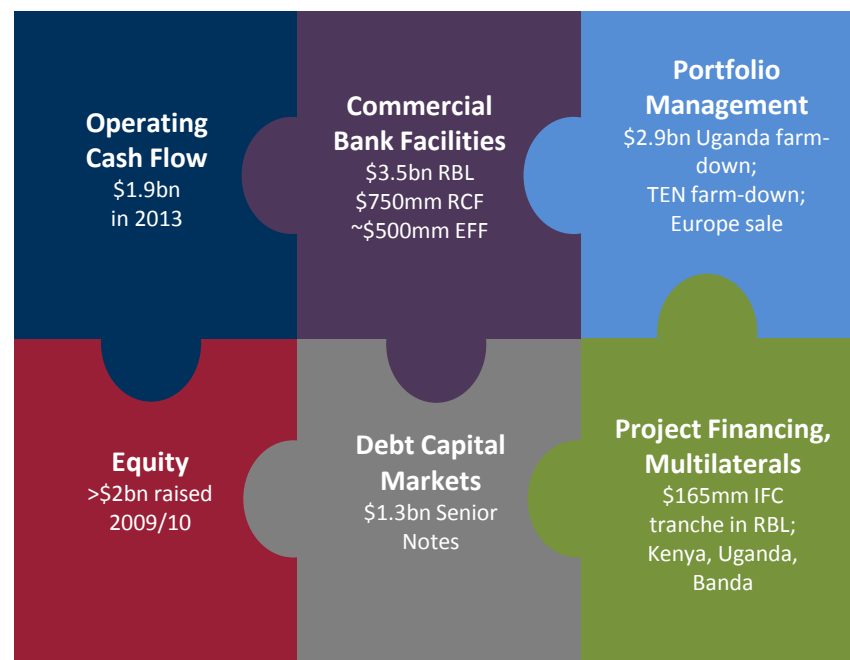 Operating
Cash Flow
$1.9bn
in 2013
Commercial
Bank Facilities
$3.5bn RBL
$750mm RCF
~$500mm EFF
Portfolio
Management
$2.9bn Uganda farm-
down;
TEN farm-down;
Europe sale
Equity
>$2bn raised
2009/10
Debt Capital
Markets
$1.3bn Senior
Notes
Project Financing,
Multilaterals
$165mm IFC
tranche in RBL;
Kenya, Uganda,
Banda